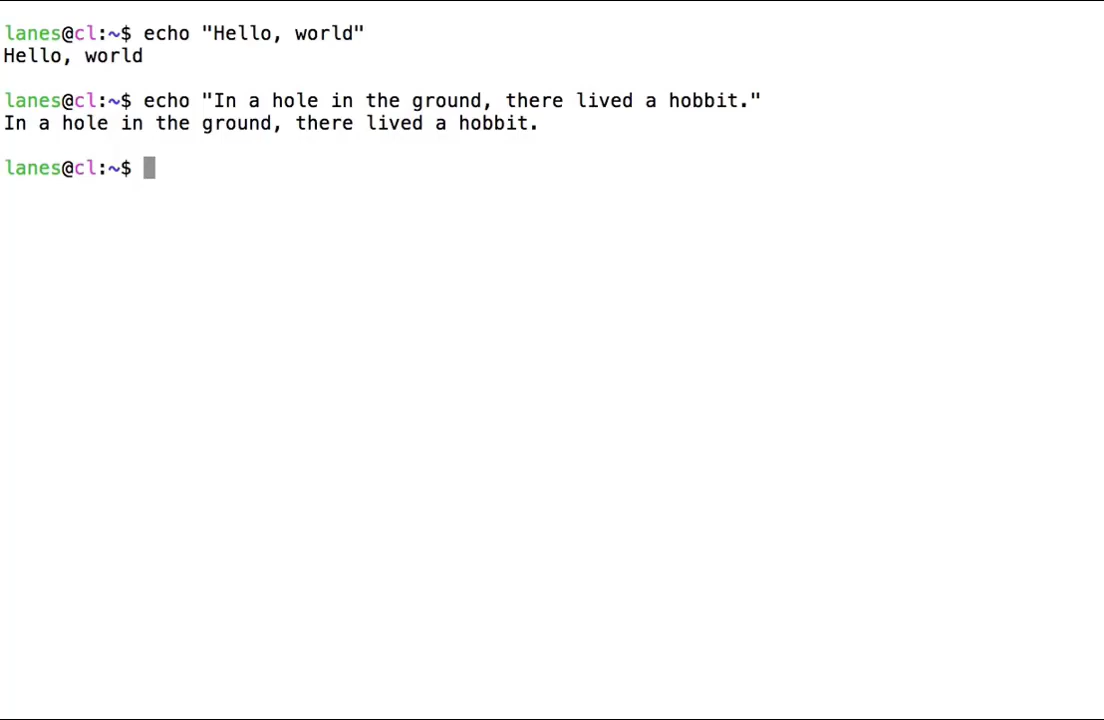 lanes@cl:~$ echo "Hello, world"
Hello, world
lanes@cl:~$ echo "In a hole in the ground, there lived a hobbit."
In a hole in the ground, there lived a hobbit.
lanes@cl:~$